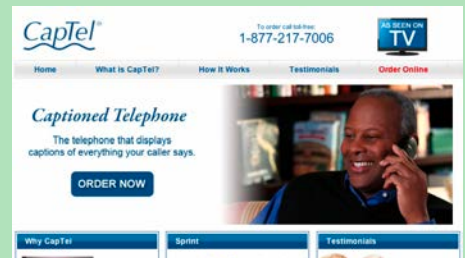 CapTel®
To order call toll-free:
1-877-217-7006
AS SEEN ON
TV
Home What is CapTel? How It Works Testimonials Order Online
Captioned Telephone
The telephone that displays
captions of everything your caller says.
ORDER NOW
Why CapTel Sprint Testimonials